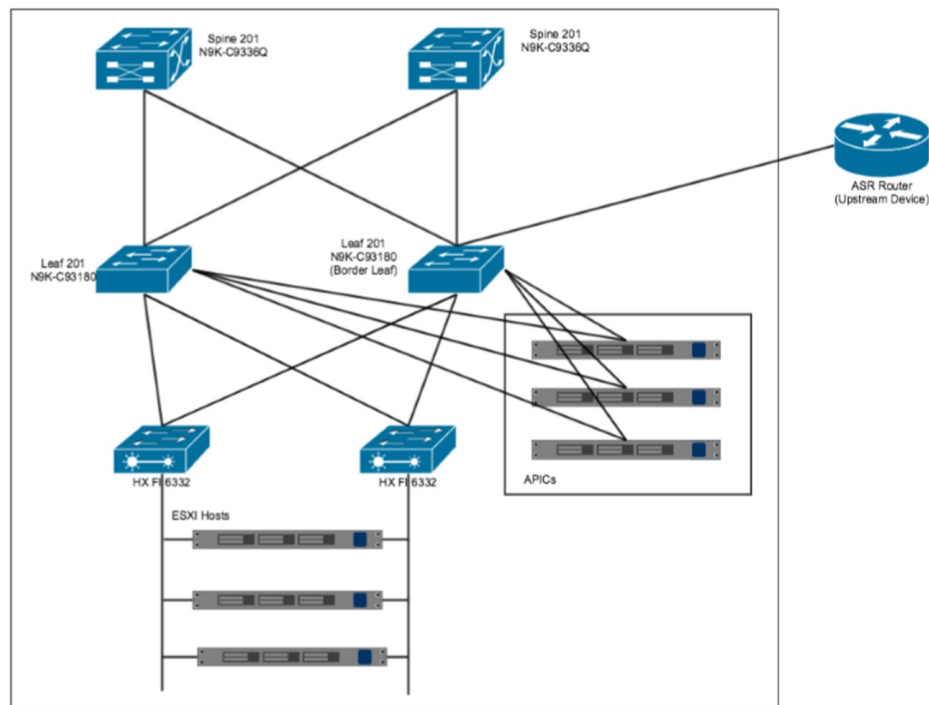 Spine 201
N9K-C9336Q
Spine 201
N9K-C9336Q
ASR Router
(Upstream Device)
Leaf 201
N9K-C93180
Leaf 201
N9K-C93180
(Border Leaf)
HX FI 6332
HX FI 6332
APICs
ESXI Hosts